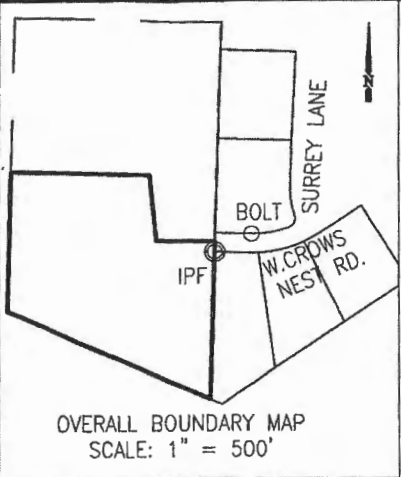 N
SURREY LANE
BOLT
IPF
W.CROWS
NEST RD.
OVERALL BOUNDARY MAP
SCALE: 1" = 500'